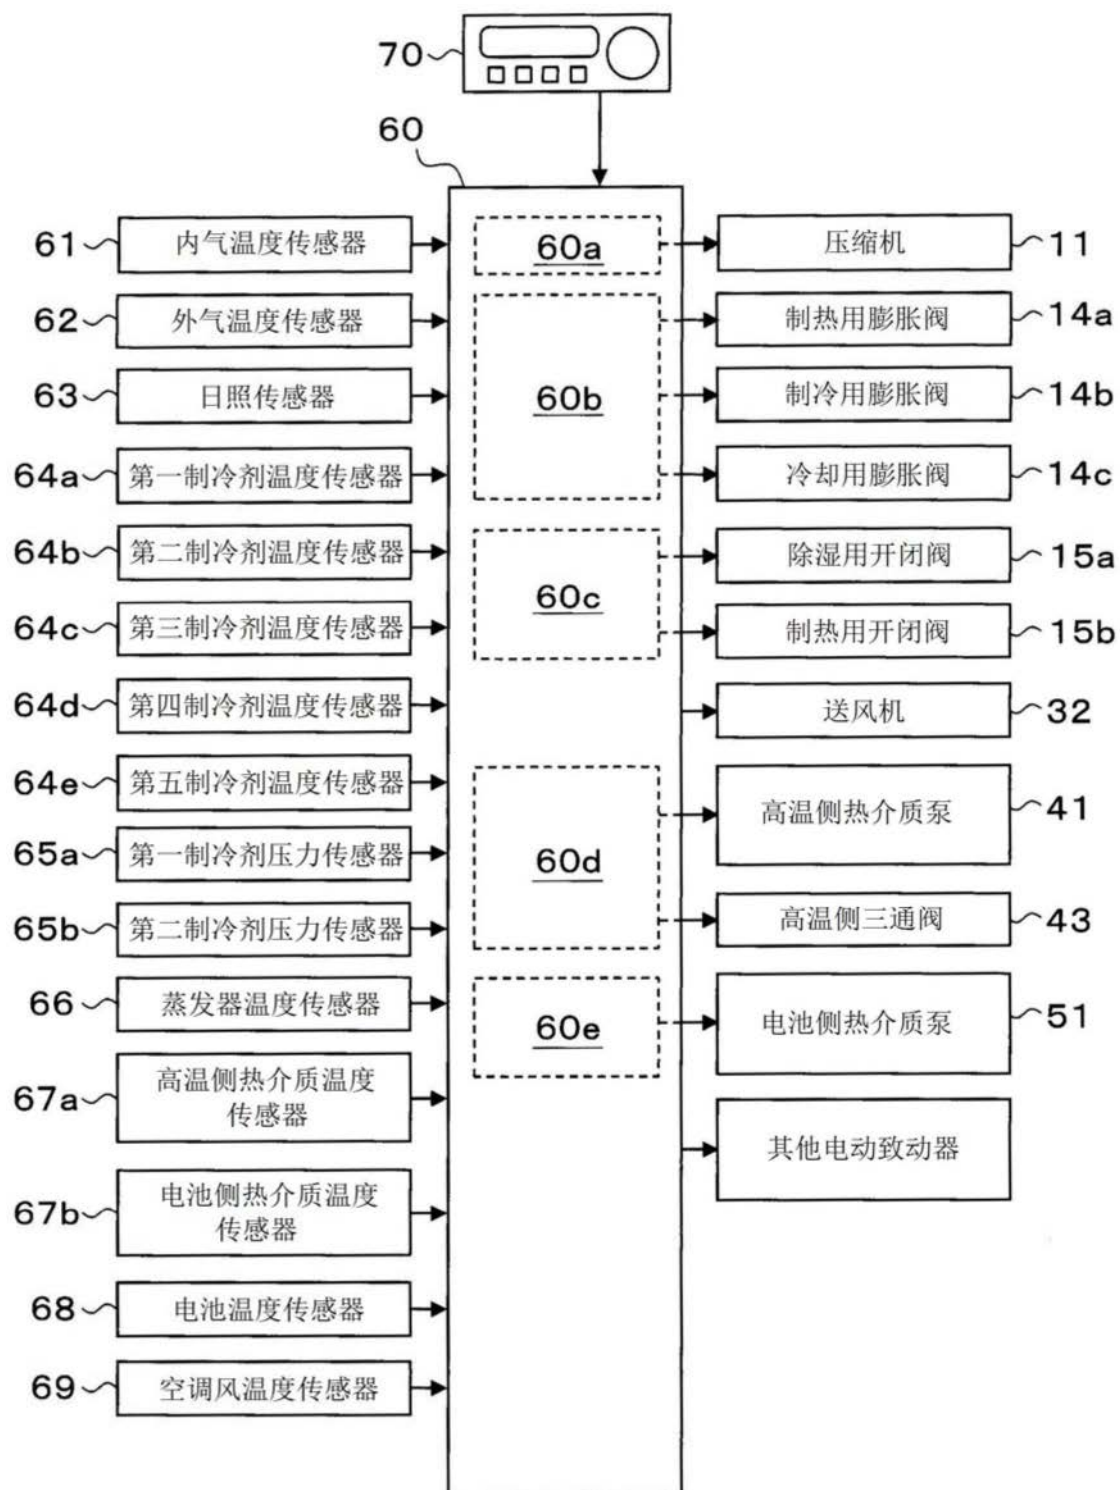 70
60
61 内气温度传感器 60a 压缩机 11
62 外气温度传感器 制热用膨胀阀 14a
63 日照传感器 60b 制冷用膨胀阀 14b
64a 第一制冷剂温度传感器 冷却用膨胀阀 14c
64b 第二制冷剂温度传感器 除湿用开闭阀 15a
60c
64c 第三制冷剂温度传感器 制热用开闭阀 15b
64d 第四制冷剂温度传感器 送风机 32
64e 第五制冷剂温度传感器 高温侧热介质泵 41
65a 第一制冷剂压力传感器 60d
65b 第二制冷剂压力传感器 高温侧三通阀 43
66 蒸发器温度传感器 60e 电池侧热介质泵 51
67a 高温侧热介质温度
传感器
其他电动致动器
67b 电池侧热介质温度
传感器
68 电池温度传感器
69 空调风温度传感器